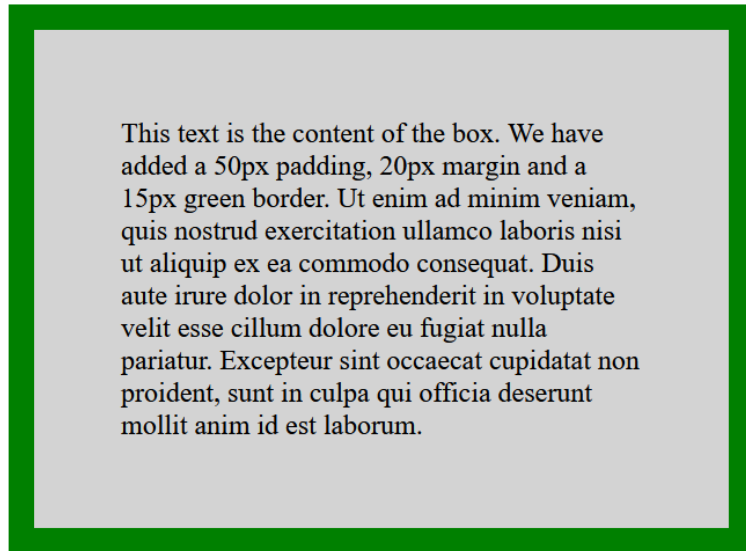 This text is the content of the box. We have
added a 50px padding, 20px margin and a
15px green border. Ut enim ad minim veniam,
quis nostrud exercitation ullamco laboris nisi
ut aliquip ex ea commodo consequat. Duis
aute irure dolor in reprehenderit in voluptate
velit esse cillum dolore eu fugiat nulla
pariatur. Excepteur sint occaecat cupidatat non
proident, sunt in culpa qui officia deserunt
mollit anim id est laborum.